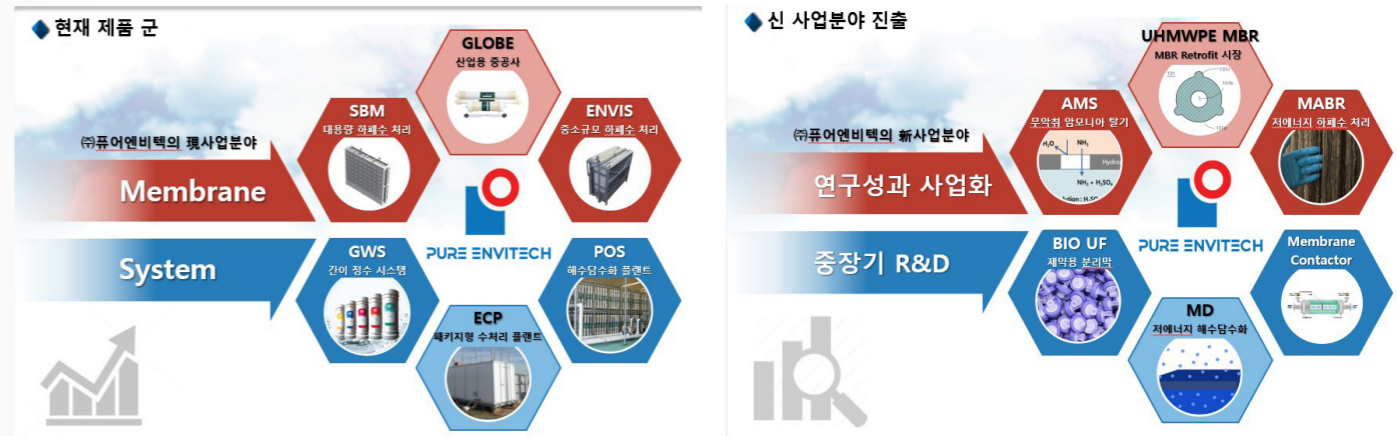 현재 제품 군
GLOBE
산업용 중공사
SBM
대용량 하폐수 처리
ENVIS
중소규모 하폐수 처리
㈜퓨어엔비텍의 現사업분야
Membrane
System
PURE ENVITECH
GWS
간이 정수 시스템
POS
해수담수화 플랜트
ECP
패키지형 수처리 플랜트
신 사업분야 진출
UHMWPE MBR
MBR Retrofit 시장
AMS
무악취 암모니아 탈기
H₂O
NH₃
Hydro
NH₃ + H₂SO₄
MABR
저에너지 하폐수 처리
㈜퓨어엔비텍의 新사업분야
연구성과 사업화
중장기 R&D
PURE ENVITECH
BIO UF
제약용 분리막
Membrane
Contactor
MD
저에너지 해수담수화